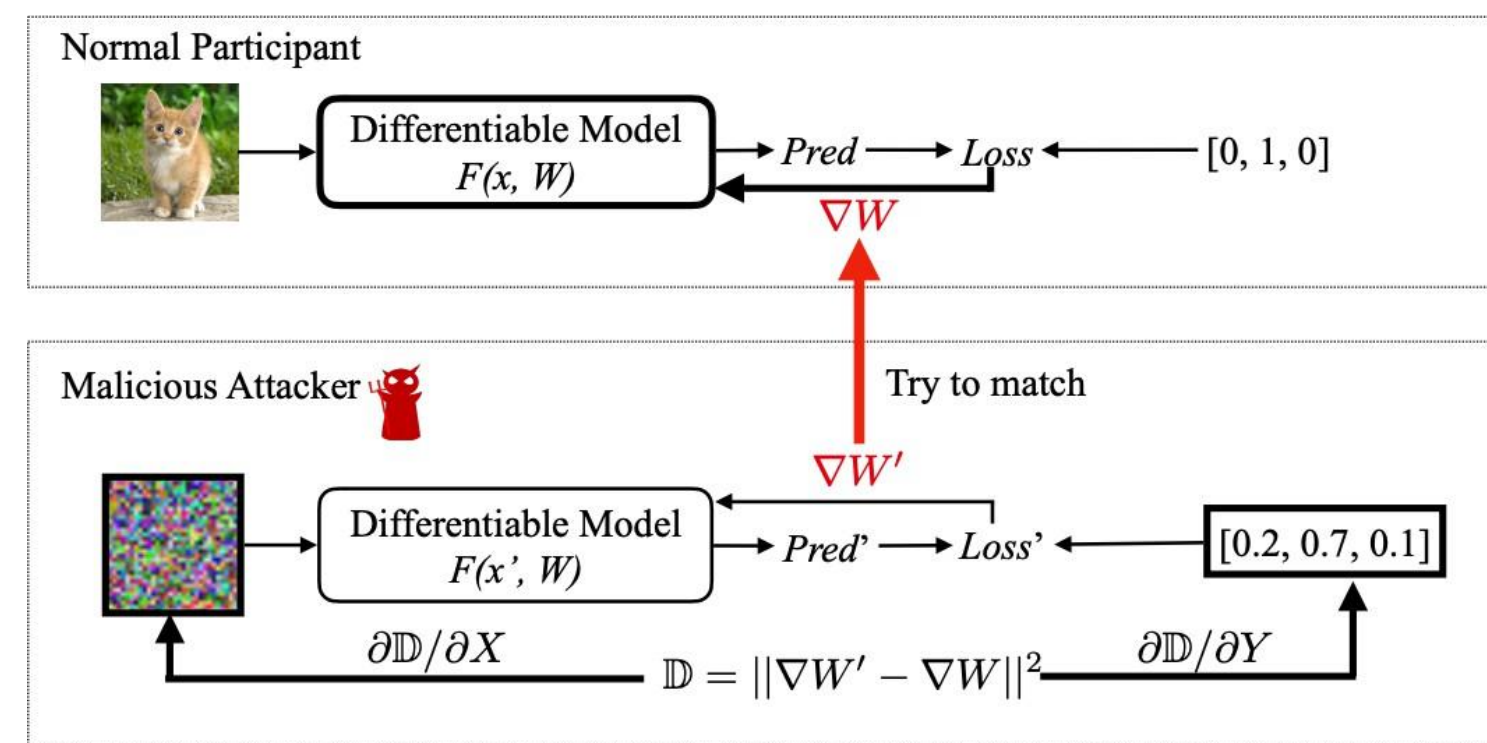 Normal Participant
Differentiable Model
F(x, W)
Pred
Loss
[0, 1, 0]
∇W
Try to match
Malicious Attacker
∇W′
Differentiable Model
F(x’, W)
Pred’
Loss’
[0.2, 0.7, 0.1]
∂𝔻/∂X
𝔻 = ||∇W′ − ∇W||²
∂𝔻/∂Y